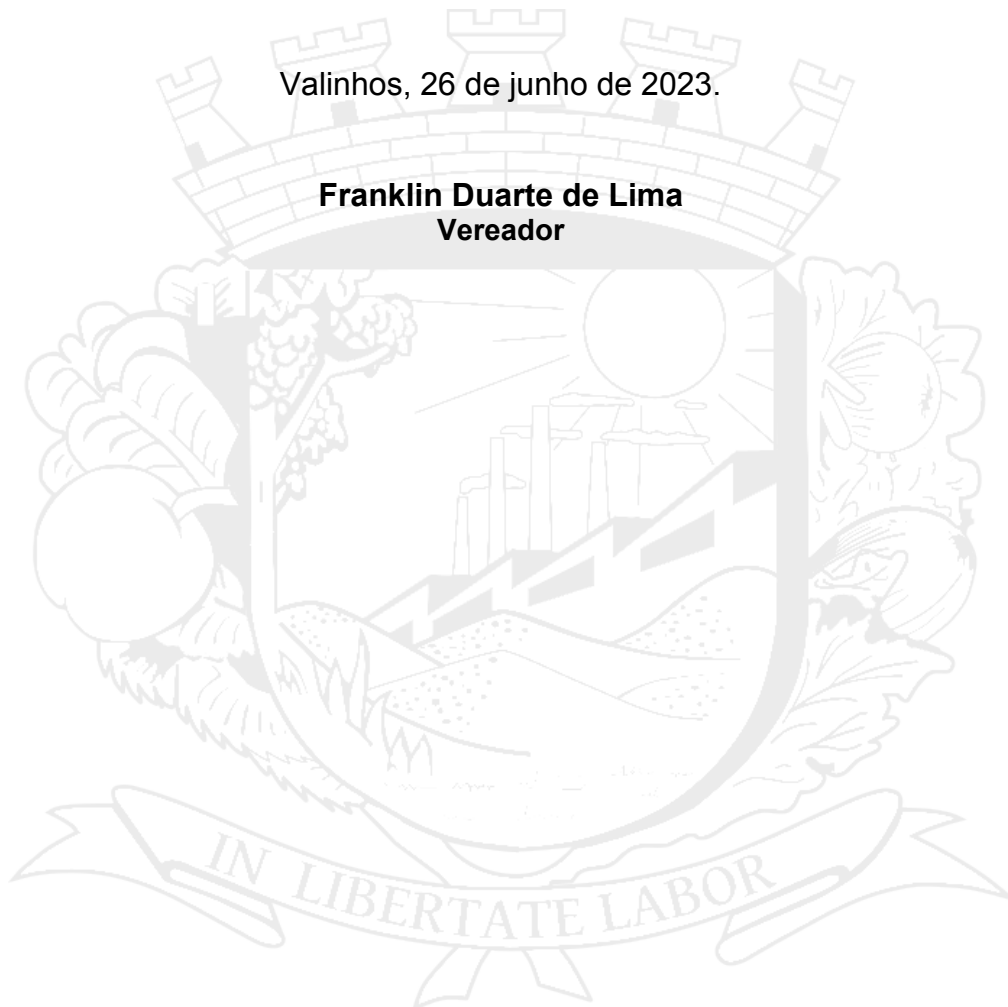 Valinhos, 26 de junho de 2023.
Franklin Duarte de Lima
Vereador
IN LIBERTATE LABOR